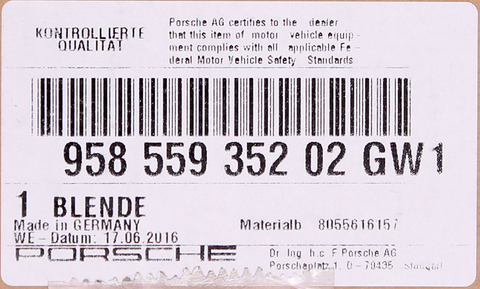 KONTROLLIERTE
QUALITÄT
Porsche AG certifies to the dealer
that this item of motor vehicle equip-
ment complies with all applicable Fe-
deral Motor Vehicle Safety Standards
958 559 352 02 GW1
1 BLENDE
Made in GERMANY
WE - Datum: 17.06.2016
Materialb 8055616157
PORSCHE
Dr Ing h.c F Porsche AG
Porscheplatz 1, D - 70435 Stuttgart